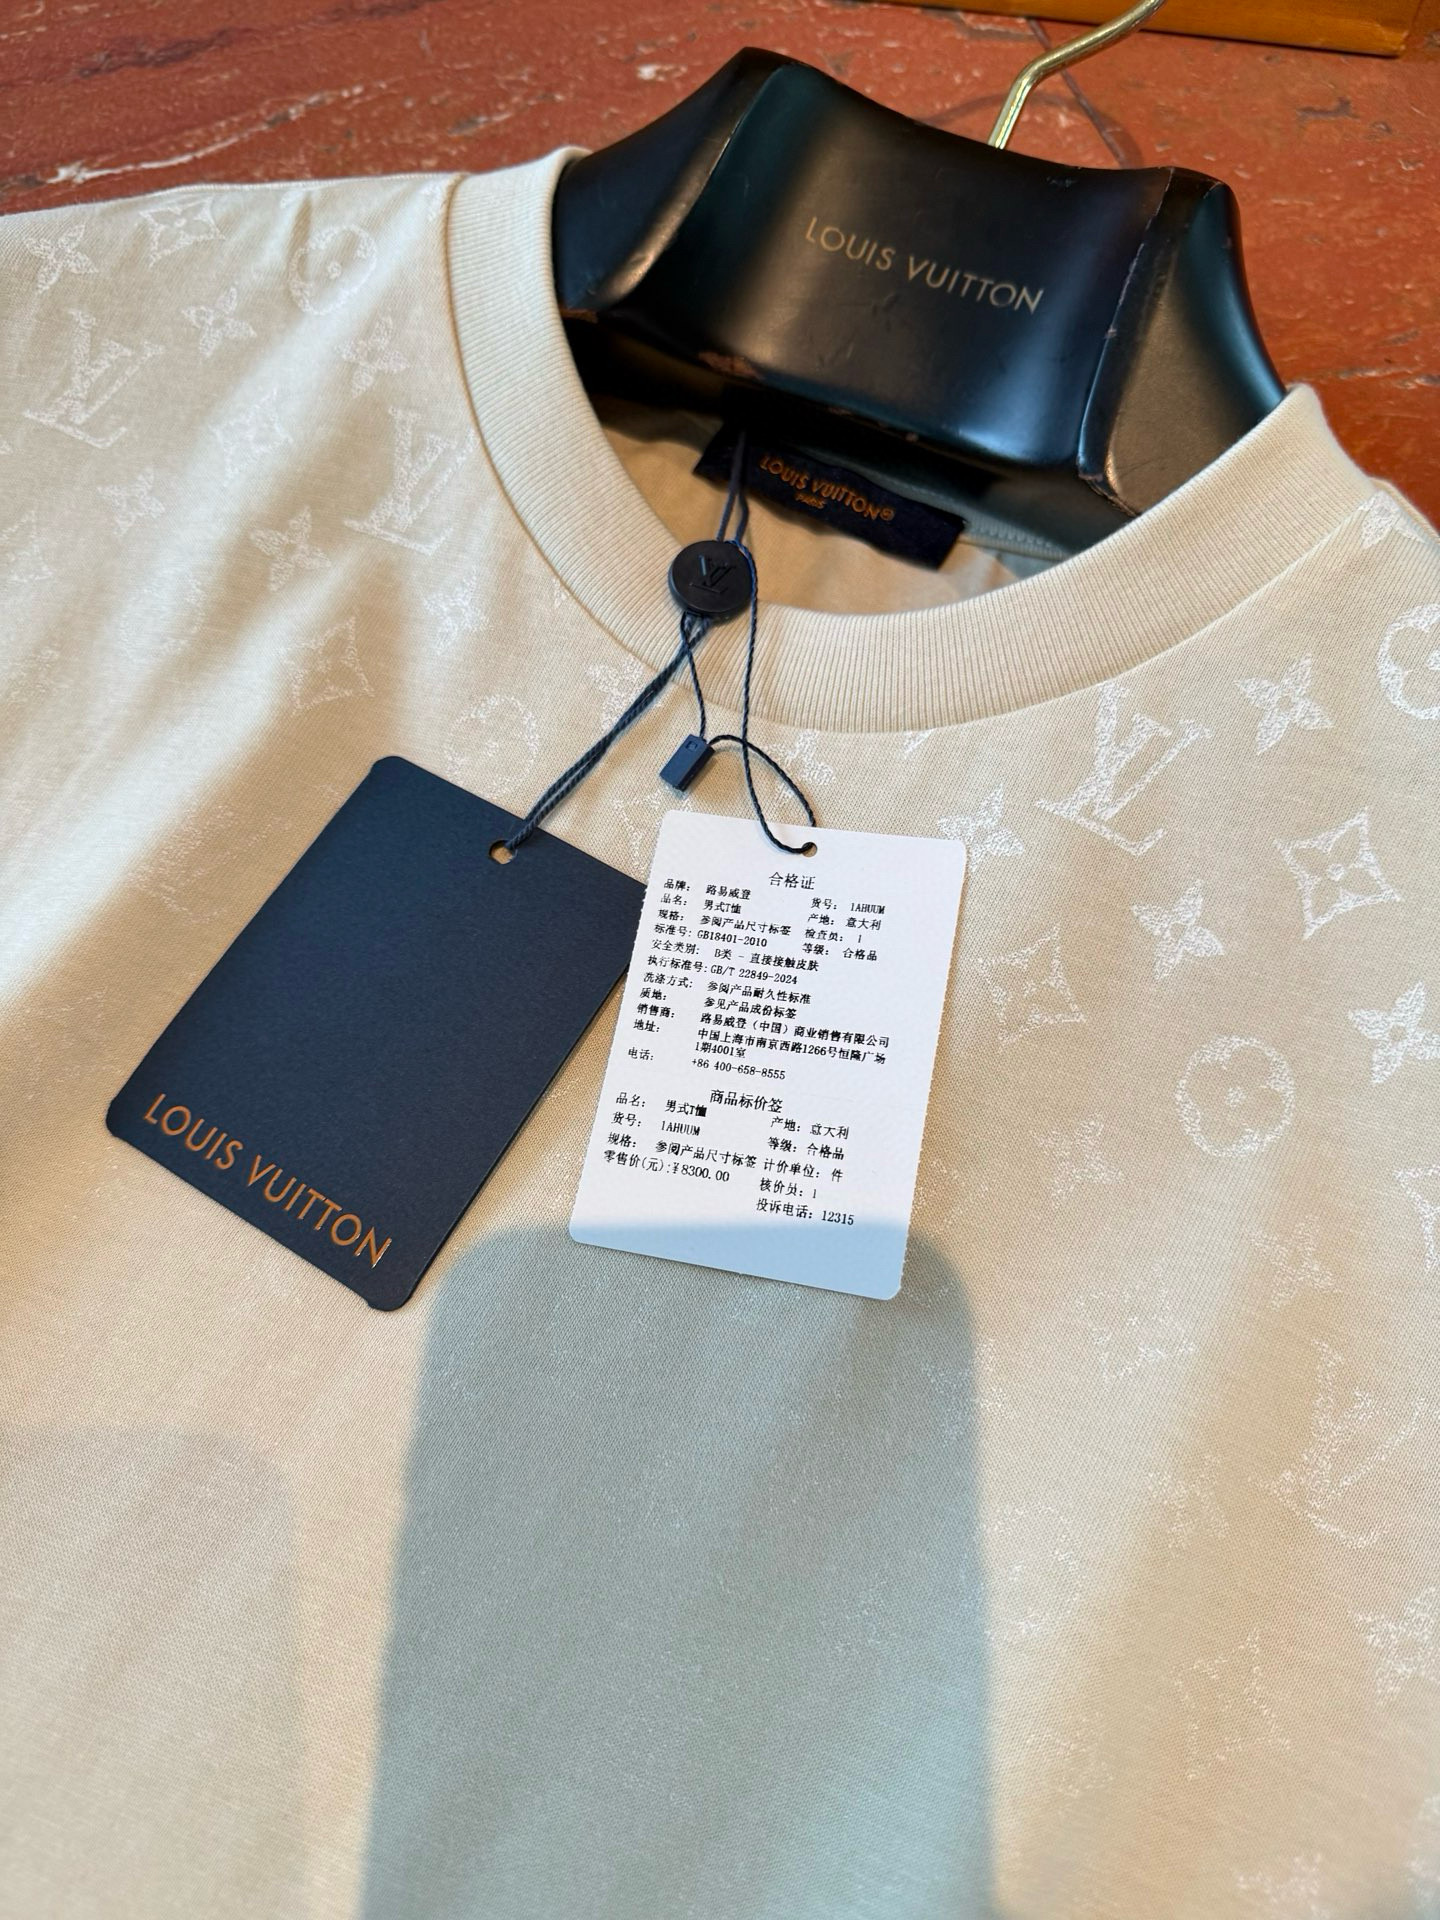 LOUIS VUITTON
LOUIS VUITTON®
PARIS
LV
LOUIS VUITTON
合格证
品牌： 路易威登 货号： 1AHUUM
品名： 男式T恤 产地： 意大利
规格： 参阅产品尺寸标签 检查员： 1
标准号：GB18401-2010 等级： 合格品
安全类别： B类 - 直接接触皮肤
执行标准号：GB/T 22849-2024
洗涤方式： 参阅产品耐久性标准
质地： 参见产品成份标签
销售商： 路易威登（中国）商业销售有限公司
地址： 中国上海市南京西路1266号恒隆广场
1期4001室
电话： +86 400-658-8555
商品标价签
品名： 男式T恤 产地：意大利
货号： 1AHUUM 等级：合格品
规格： 参阅产品尺寸标签 计价单位： 件
零售价(元):¥8300.00 核价员：1
投诉电话：12315